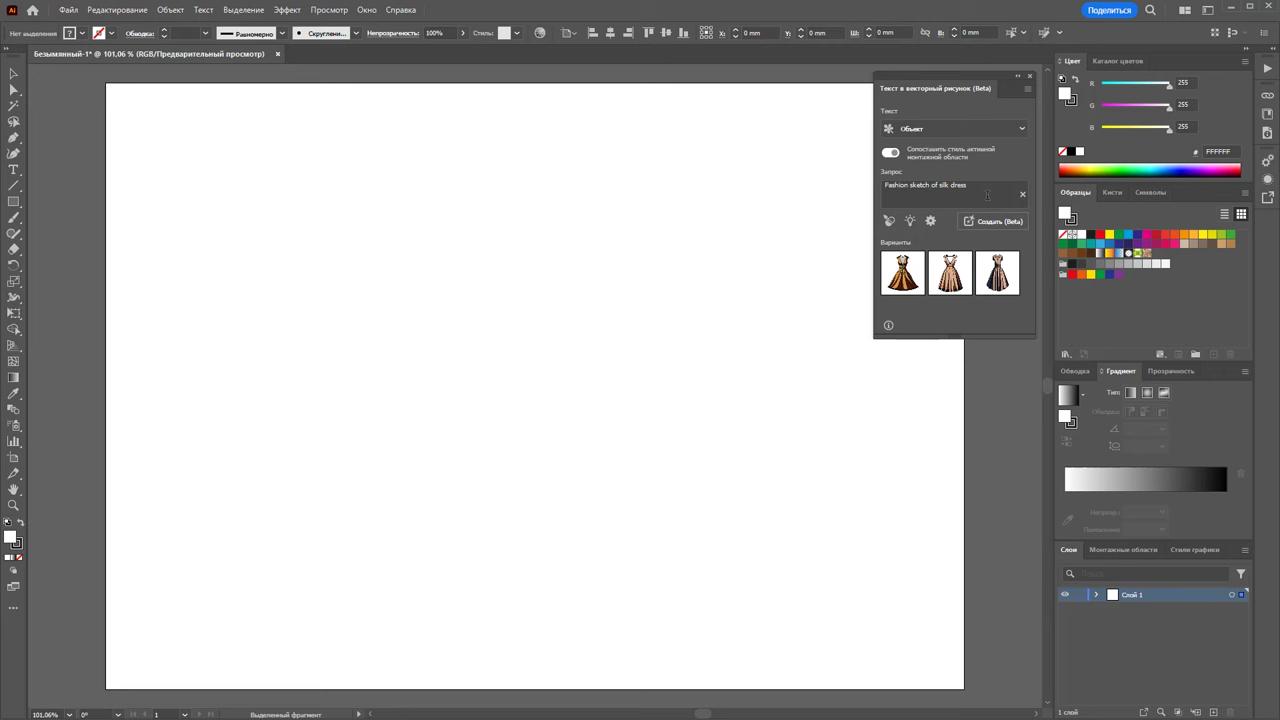 Ai Файл Редактирование Объект Текст Выделение Эффект Просмотр Окно Справка Поделиться
Нет выделения Обводка: Равномерно Скруглени... Непрозрачность: 100% Стиль: X: 0 mm Y: 0 mm Ш: 0 mm В: 0 mm
Безымянный-1* @ 101,06 % (RGB/Предварительный просмотр)
Текст в векторный рисунок (Beta)
Текст
Объект
Сопоставить стиль активной
монтажной области
Запрос
Fashion sketch of silk dress
Создать (Beta)
Варианты
Цвет Каталог цветов
R 255
G 255
B 255
# FFFFFF
Образцы Кисти Символы
Обводка Градиент Прозрачность
Тип:
Слои Монтажные области Стили графики
Поиск
Слой 1
101,06% 0° 1 Выделенный фрагмент
1 слой